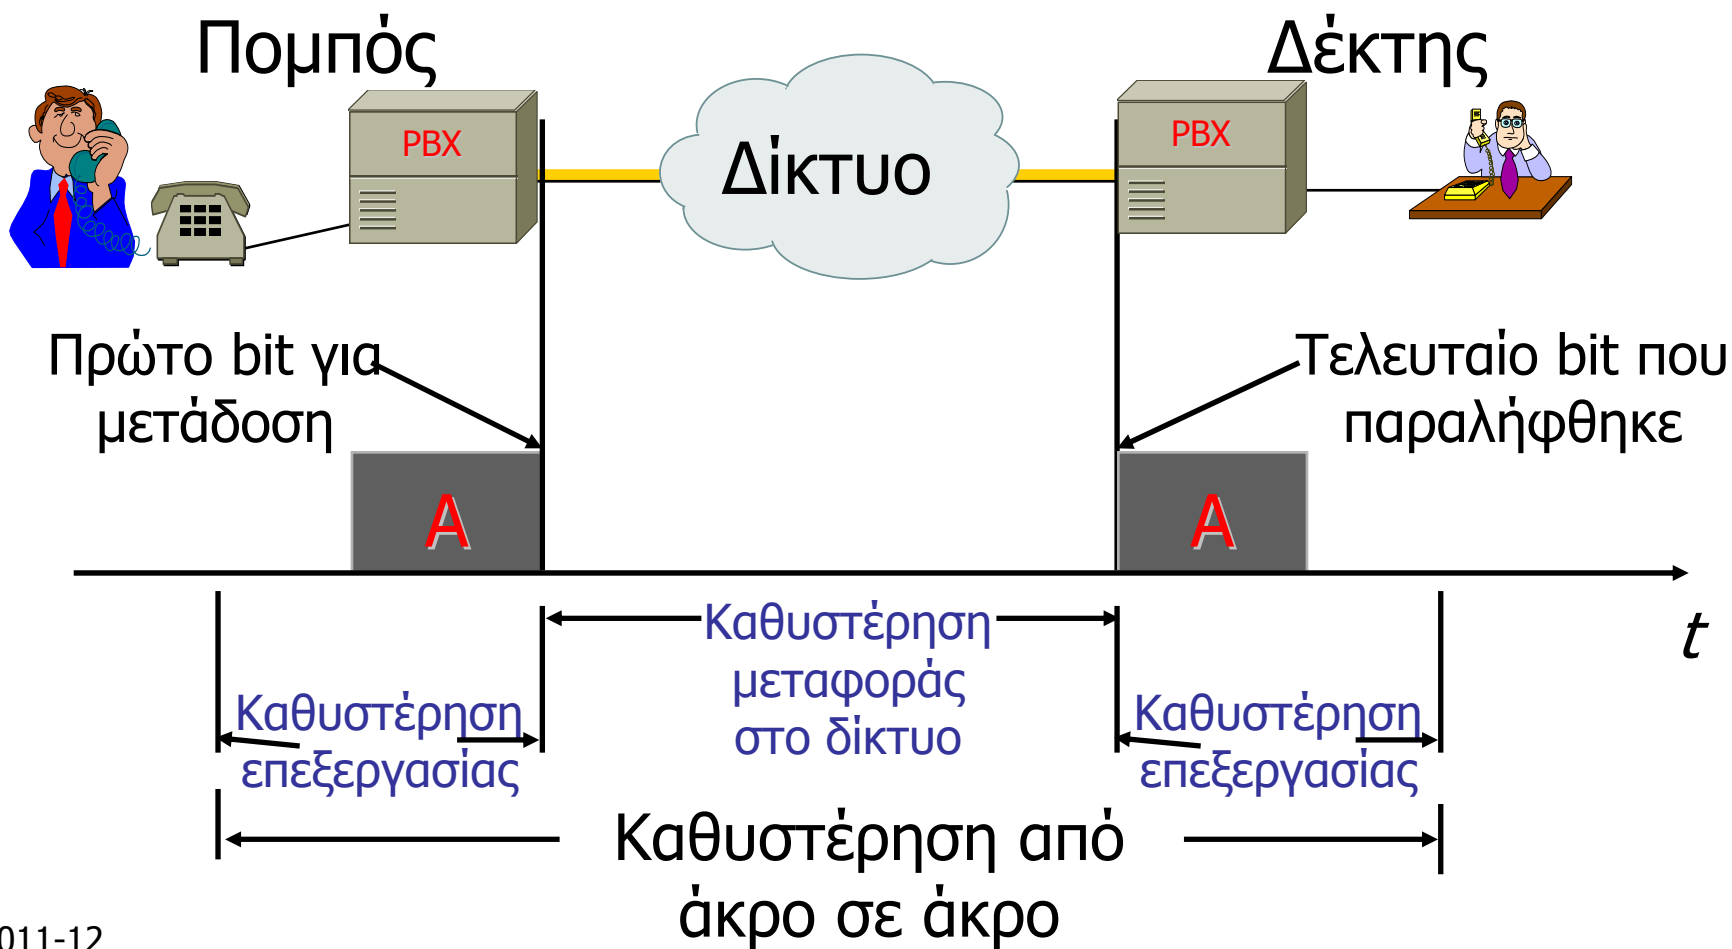 Πομπός
Δέκτης
PBX
Δίκτυο
PBX
Πρώτο bit για
μετάδοση
Τελευταίο bit που
παραλήφθηκε
A
A
t
Καθυστέρηση
μεταφοράς
στο δίκτυο
Καθυστέρηση
επεξεργασίας
Καθυστέρηση
επεξεργασίας
Καθυστέρηση από
άκρο σε άκρο
011-12